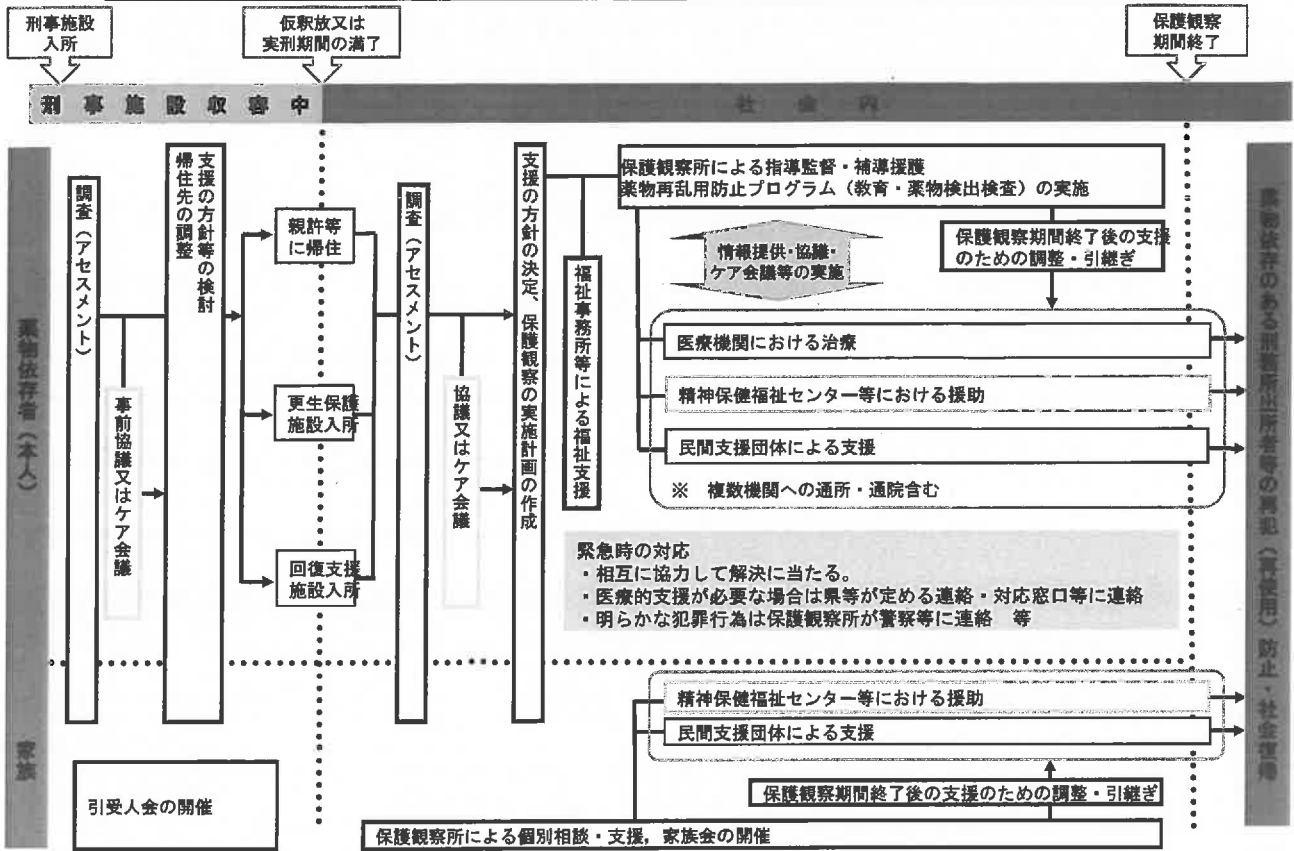 刑事施設
入所
仮釈放又は
実刑期間の満了
保護観察
期間終了
刑事施設収容中
社会内
薬物依存者（本人）
家族
調査（アセスメント）
事前協議又はケア会議
支援の方針等の検討
帰住先の調整
親許等
に帰住
更生保護
施設入所
回復支援
施設入所
調査（アセスメント）
協議又はケア会議
支援の方針の決定、保護観察の実施計画の作成
福祉事務所等による福祉支援
保護観察所による指導監督・補導援護
薬物再乱用防止プログラム（教育・薬物検出検査）の実施
情報提供・協議・
ケア会議等の実施
保護観察期間終了後の支援
のための調整・引継ぎ
医療機関における治療
精神保健福祉センター等における援助
民間支援団体による支援
※　複数機関への通所・通院含む
緊急時の対応
・相互に協力して解決に当たる。
・医療的支援が必要な場合は県等が定める連絡・対応窓口等に連絡
・明らかな犯罪行為は保護観察所が警察等に連絡　等
精神保健福祉センター等における援助
民間支援団体による支援
保護観察期間終了後の支援のための調整・引継ぎ
引受人会の開催
保護観察所による個別相談・支援，家族会の開催
薬物依存のある刑務所出所者等の再犯（再使用）防止・社会復帰